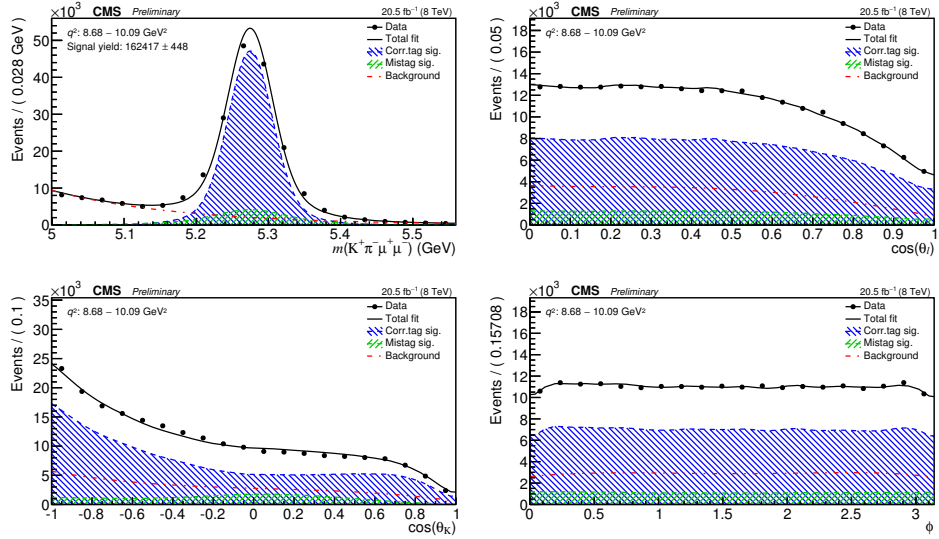 ×10³ CMS Preliminary 20.5 fb⁻¹ (8 TeV)
Events / ( 0.028 GeV )
q²: 8.68 − 10.09 GeV²
Signal yield: 162417 ± 448
Data
Total fit
Corr.tag sig.
Mistag sig.
Background
50
40
30
20
10
0
5 5.1 5.2 5.3 5.4 5.5
m(K⁺π⁻μ⁺μ⁻) (GeV)
×10³ CMS Preliminary 20.5 fb⁻¹ (8 TeV)
Events / ( 0.05 )
q²: 8.68 − 10.09 GeV²
Data
Total fit
Corr.tag sig.
Mistag sig.
Background
18
16
14
12
10
8
6
4
2
0
0 0.1 0.2 0.3 0.4 0.5 0.6 0.7 0.8 0.9 1
cos(θ_l)
×10³ CMS Preliminary 20.5 fb⁻¹ (8 TeV)
Events / ( 0.1 )
q²: 8.68 − 10.09 GeV²
Data
Total fit
Corr.tag sig.
Mistag sig.
Background
35
30
25
20
15
10
5
0
-1 -0.8 -0.6 -0.4 -0.2 0 0.2 0.4 0.6 0.8 1
cos(θ_K)
×10³ CMS Preliminary 20.5 fb⁻¹ (8 TeV)
Events / ( 0.15708 )
q²: 8.68 − 10.09 GeV²
Data
Total fit
Corr.tag sig.
Mistag sig.
Background
18
16
14
12
10
8
6
4
2
0
0 0.5 1 1.5 2 2.5 3
ϕ